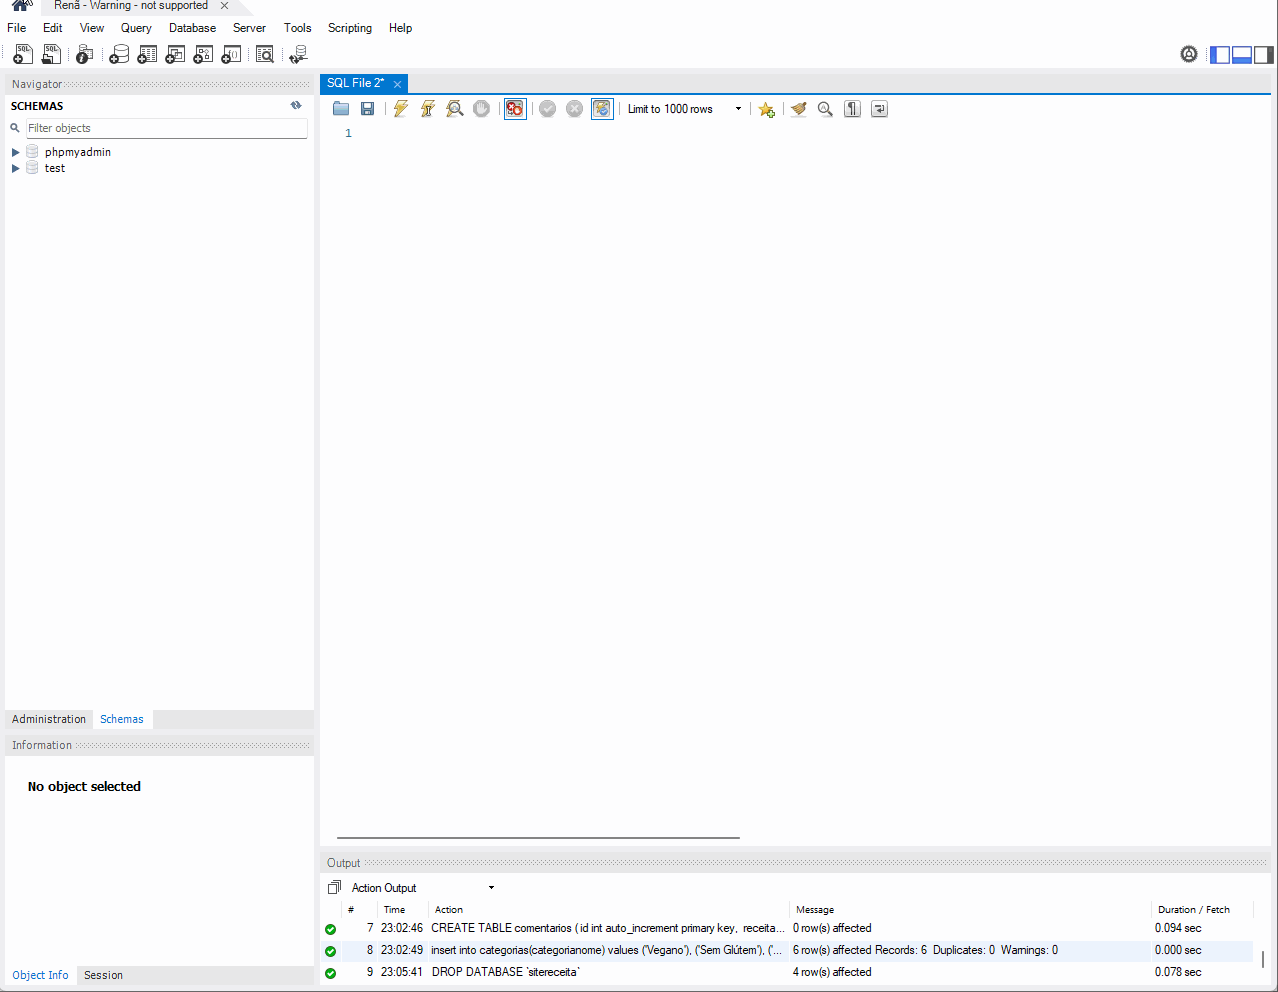 Renã - Warning - not supported
File Edit View Query Database Server Tools Scripting Help
Navigator
SCHEMAS
Filter objects
phpmyadmin
test
Administration Schemas
Information
No object selected
Object Info Session
SQL File 2*
Limit to 1000 rows
1
Output
Action Output
# Time Action Message Duration / Fetch
7 23:02:46 CREATE TABLE comentarios ( id int auto_increment primary key, receita... 0 row(s) affected 0.094 sec
8 23:02:49 insert into categorias(categorianome) values ('Vegano'), ('Sem Glútem'), ('... 6 row(s) affected Records: 6 Duplicates: 0 Warnings: 0 0.000 sec
9 23:05:41 DROP DATABASE `sitereceita` 4 row(s) affected 0.078 sec